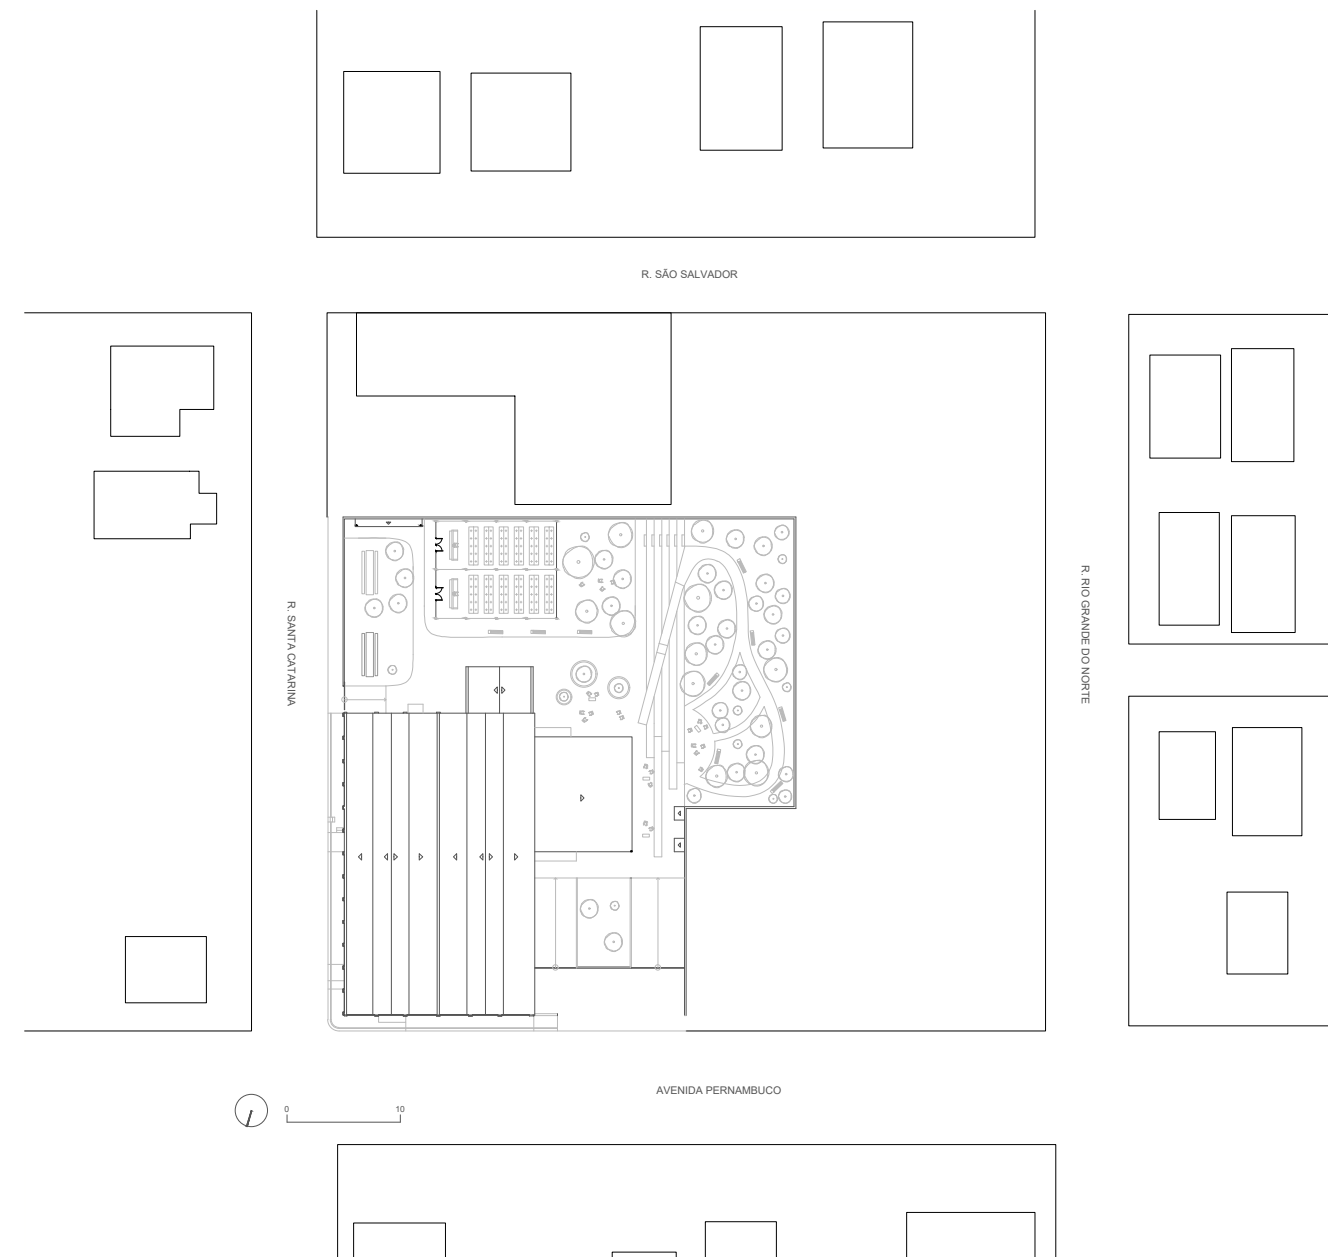 R. SÃO SALVADOR
R. SANTA CATARINA
R. RIO GRANDE DO NORTE
AVENIDA PERNAMBUCO
0 10